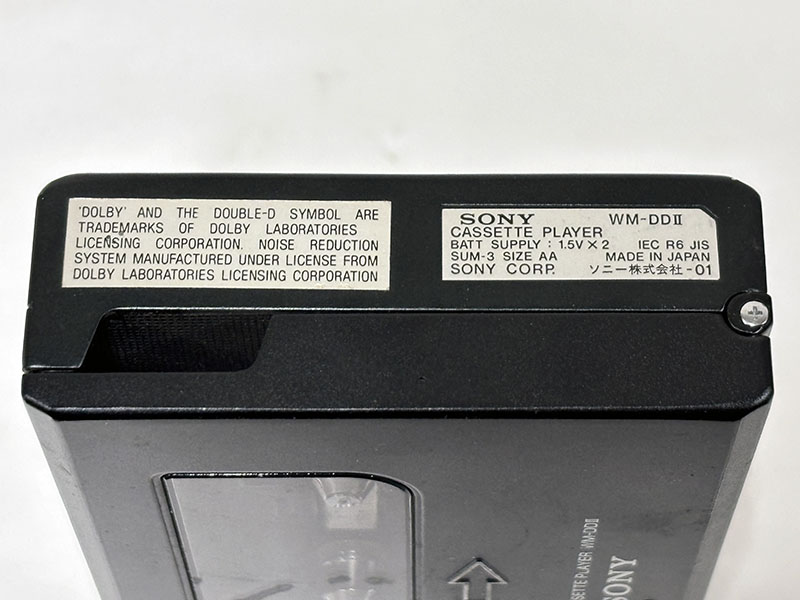 'DOLBY' AND THE DOUBLE-D SYMBOL ARE
TRADEMARKS OF DOLBY LABORATORIES
LICENSING CORPORATION. NOISE REDUCTION
SYSTEM MANUFACTURED UNDER LICENSE FROM
DOLBY LABORATORIES LICENSING CORPORATION
SONY WM-DDII
CASSETTE PLAYER
BATT SUPPLY : 1.5V×2 IEC R6 JIS
SUM-3 SIZE AA MADE IN JAPAN
SONY CORP. ソニー株式会社-01
PLAYER WM-DDII
SONY